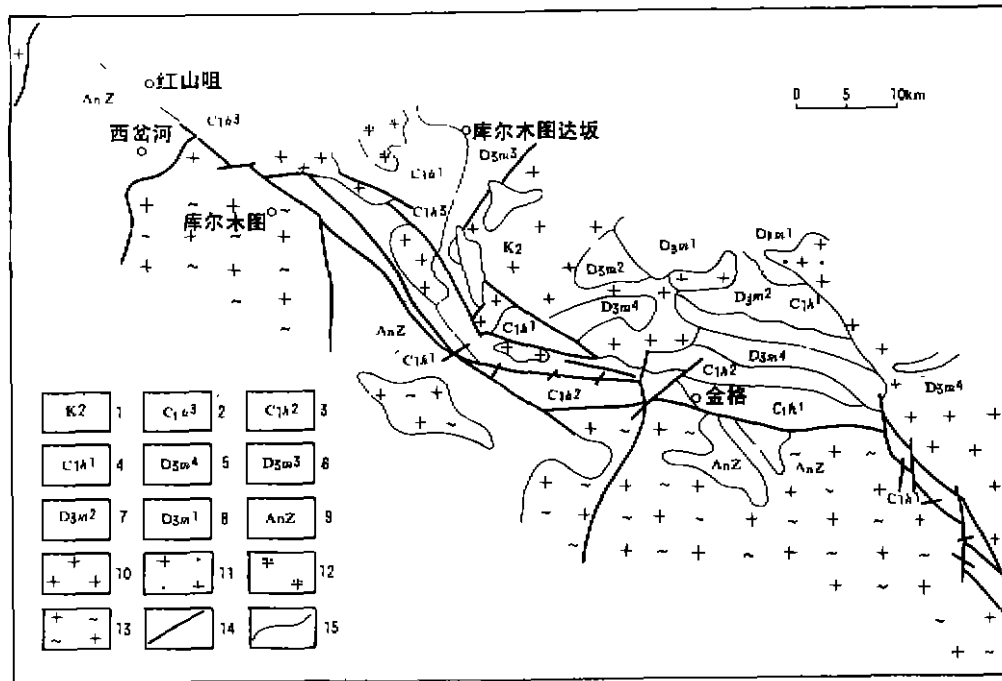 红山咀
AnZ
C1h3
西岔河
0 5 10km
库尔木图达坂
D3m3
C1h1
C1h3
库尔木图
K2
D3m1
D3m1
D3m2
D3m2
C1h1
D3m4
AnZ
C1h1
C1h1
D3m4
C1h2
D3m4
C1h2
金格
C1h1
AnZ
AnZ
C1h1
K2 1
C1h3 2
C1h2 3
C1h1 4
D3m4 5
D3m3 6
D3m2 7
D3m1 8
AnZ 9
10
11
12
13
14
15